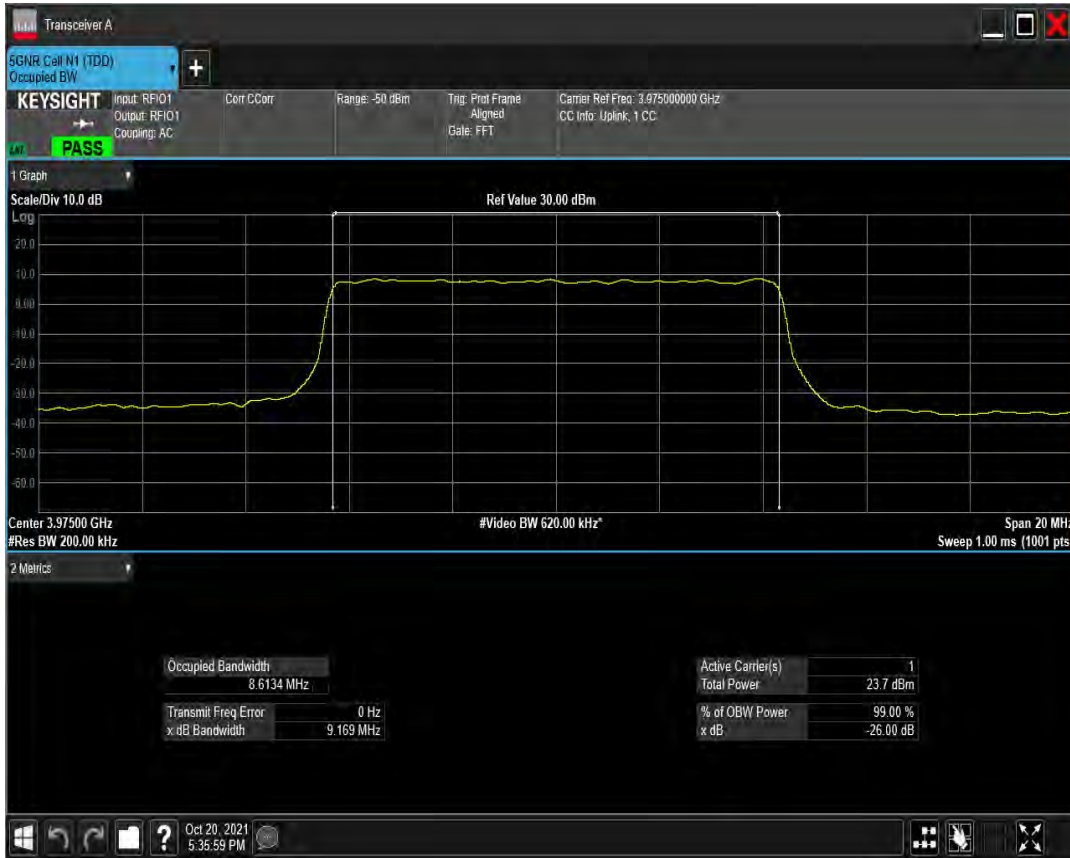 Transceiver A
5GNR Cell N1 (TDD)
Occupied BW
+
KEYSIGHT
Input: RFIO1
Output: RFIO1
Coupling: AC
Corr CCorr
Range: -50 dBm
Trig: Prot Frame
Aligned
Gate: FFT
Carrier Ref Freq: 3.975000000 GHz
CC Info: Uplink, 1 CC
PASS
1 Graph
Scale/Div 10.0 dB
Ref Value 30.00 dBm
Log
20.0
10.0
0.00
-10.0
-20.0
-30.0
-40.0
-50.0
-60.0
Center 3.97500 GHz
#Video BW 620.00 kHz*
Span 20 MHz
#Res BW 200.00 kHz
Sweep 1.00 ms (1001 pts
2 Metrics
Occupied Bandwidth
8.6134 MHz
Transmit Freq Error 0 Hz
x dB Bandwidth 9.169 MHz
Active Carrier(s) 1
Total Power 23.7 dBm
% of OBW Power 99.00 %
x dB -26.00 dB
?
Oct 20, 2021
5:35:59 PM